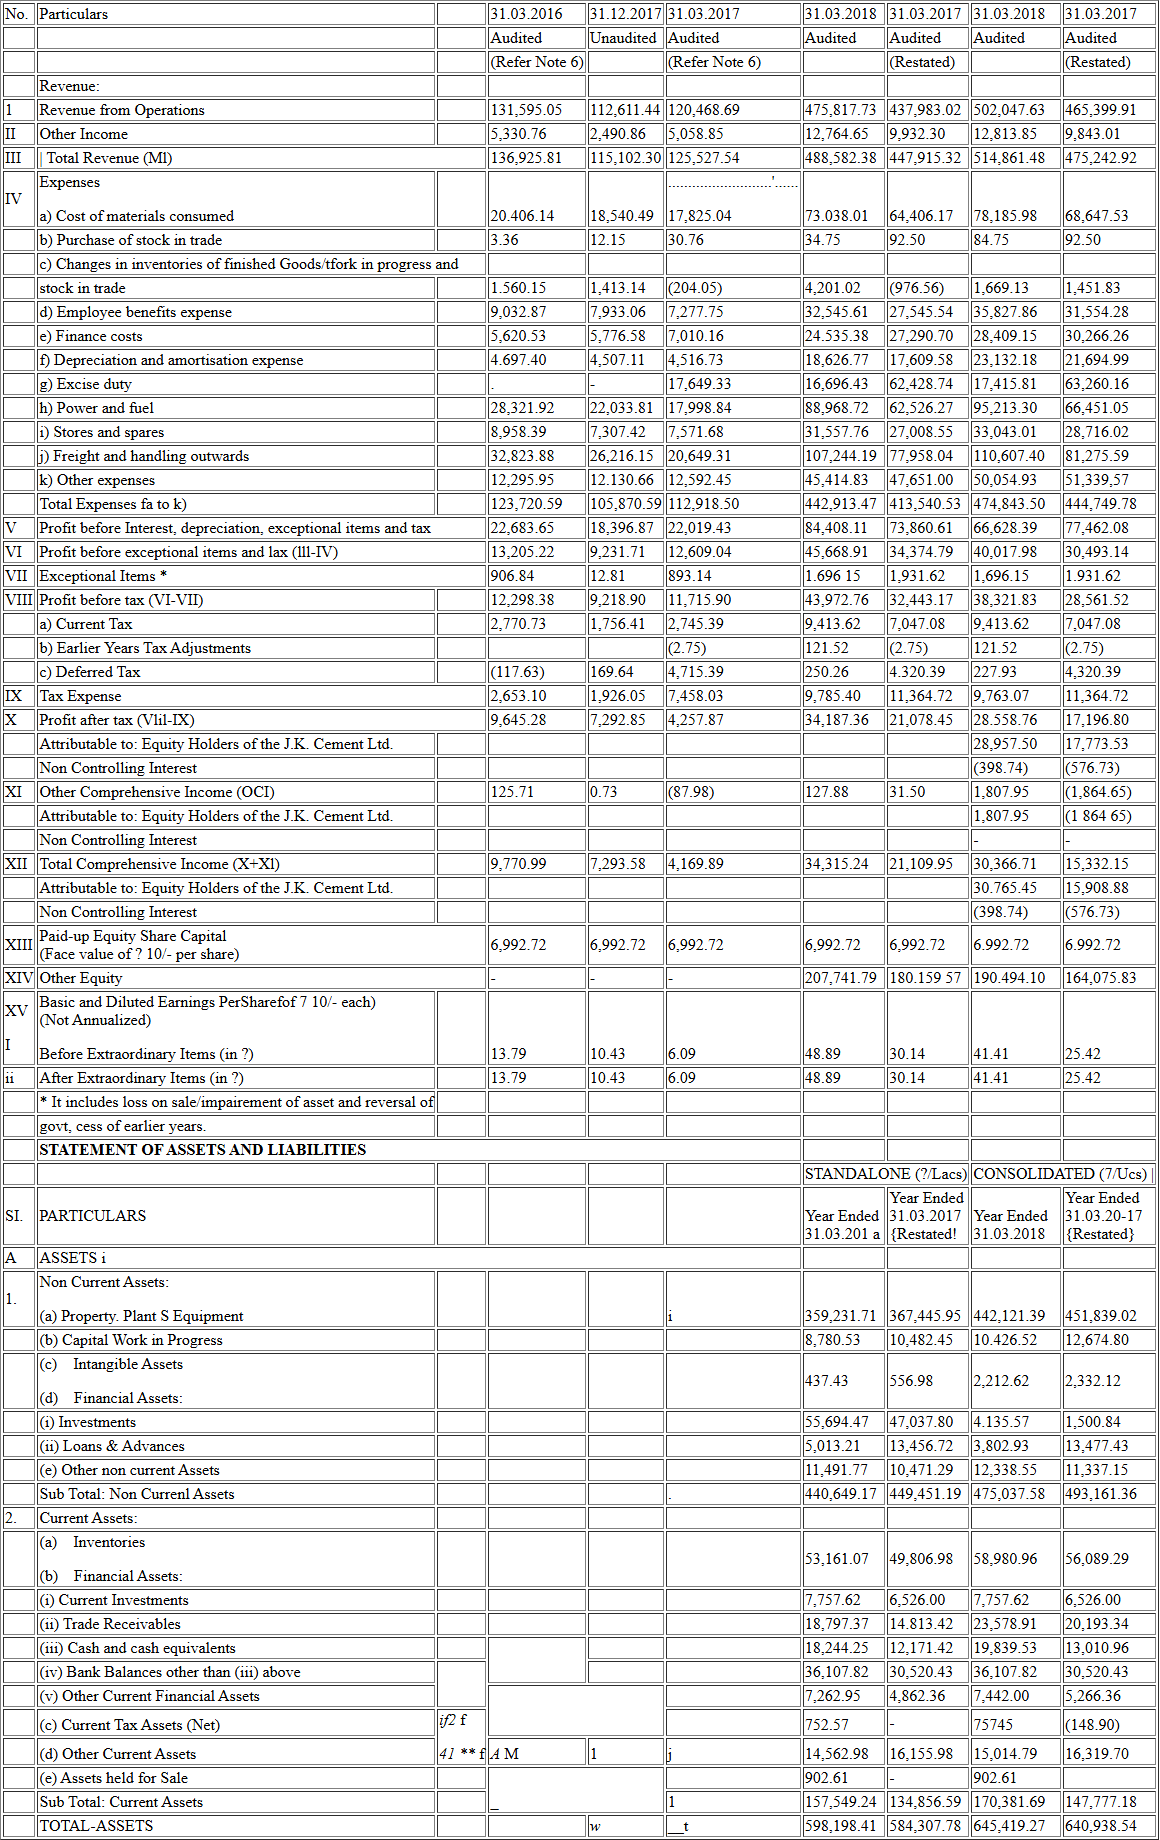 No. Particulars 31.03.2016 31.12.2017 31.03.2017 31.03.2018 31.03.2017 31.03.2018 31.03.2017
Audited Unaudited Audited Audited Audited Audited Audited
(Refer Note 6) (Refer Note 6) (Restated) (Restated)
Revenue:
1 Revenue from Operations 131,595.05 112,611.44 120,468.69 475,817.73 437,983.02 502,047.63 465,399.91
II Other Income 5,330.76 2,490.86 5,058.85 12,764.65 9,932.30 12,813.85 9,843.01
III | Total Revenue (Ml) 136,925.81 115,102.30 125,527.54 488,582.38 447,915.32 514,861.48 475,242.92
IV Expenses ..........................'......
a) Cost of materials consumed 20.406.14 18,540.49 17,825.04 73.038.01 64,406.17 78,185.98 68,647.53
b) Purchase of stock in trade 3.36 12.15 30.76 34.75 92.50 84.75 92.50
c) Changes in inventories of finished Goods/tfork in progress and
stock in trade 1.560.15 1,413.14 (204.05) 4,201.02 (976.56) 1,669.13 1,451.83
d) Employee benefits expense 9,032.87 7,933.06 7,277.75 32,545.61 27,545.54 35,827.86 31,554.28
e) Finance costs 5,620.53 5,776.58 7,010.16 24.535.38 27,290.70 28,409.15 30,266.26
f) Depreciation and amortisation expense 4.697.40 4,507.11 4,516.73 18,626.77 17,609.58 23,132.18 21,694.99
g) Excise duty . - 17,649.33 16,696.43 62,428.74 17,415.81 63,260.16
h) Power and fuel 28,321.92 22,033.81 17,998.84 88,968.72 62,526.27 95,213.30 66,451.05
i) Stores and spares 8,958.39 7,307.42 7,571.68 31,557.76 27,008.55 33,043.01 28,716.02
j) Freight and handling outwards 32,823.88 26,216.15 20,649.31 107,244.19 77,958.04 110,607.40 81,275.59
k) Other expenses 12,295.95 12.130.66 12,592.45 45,414.83 47,651.00 50,054.93 51,339,57
Total Expenses fa to k) 123,720.59 105,870.59 112,918.50 442,913.47 413,540.53 474,843.50 444,749.78
V Profit before Interest, depreciation, exceptional items and tax 22,683.65 18,396.87 22,019.43 84,408.11 73,860.61 66,628.39 77,462.08
VI Profit before exceptional items and lax (lll-IV) 13,205.22 9,231.71 12,609.04 45,668.91 34,374.79 40,017.98 30,493.14
VII Exceptional Items * 906.84 12.81 893.14 1.696 15 1,931.62 1,696.15 1.931.62
VIII Profit before tax (VI-VII) 12,298.38 9,218.90 11,715.90 43,972.76 32,443.17 38,321.83 28,561.52
a) Current Tax 2,770.73 1,756.41 2,745.39 9,413.62 7,047.08 9,413.62 7,047.08
b) Earlier Years Tax Adjustments (2.75) 121.52 (2.75) 121.52 (2.75)
c) Deferred Tax (117.63) 169.64 4,715.39 250.26 4.320.39 227.93 4,320.39
IX Tax Expense 2,653.10 1,926.05 7,458.03 9,785.40 11,364.72 9,763.07 11,364.72
X Profit after tax (Vlil-IX) 9,645.28 7,292.85 4,257.87 34,187.36 21,078.45 28.558.76 17,196.80
Attributable to: Equity Holders of the J.K. Cement Ltd. 28,957.50 17,773.53
Non Controlling Interest (398.74) (576.73)
XI Other Comprehensive Income (OCI) 125.71 0.73 (87.98) 127.88 31.50 1,807.95 (1,864.65)
Attributable to: Equity Holders of the J.K. Cement Ltd. 1,807.95 (1 864 65)
Non Controlling Interest - -
XII Total Comprehensive Income (X+Xl) 9,770.99 7,293.58 4,169.89 34,315.24 21,109.95 30,366.71 15,332.15
Attributable to: Equity Holders of the J.K. Cement Ltd. 30.765.45 15,908.88
Non Controlling Interest (398.74) (576.73)
XIII Paid-up Equity Share Capital
(Face value of ? 10/- per share) 6,992.72 6,992.72 6,992.72 6,992.72 6,992.72 6.992.72 6.992.72
XIV Other Equity - - - 207,741.79 180.159 57 190.494.10 164,075.83
XV Basic and Diluted Earnings PerSharefof 7 10/- each)
(Not Annualized)
I Before Extraordinary Items (in ?) 13.79 10.43 6.09 48.89 30.14 41.41 25.42
ii After Extraordinary Items (in ?) 13.79 10.43 6.09 48.89 30.14 41.41 25.42
* It includes loss on sale/impairement of asset and reversal of
govt, cess of earlier years.
STATEMENT OF ASSETS AND LIABILITIES
STANDALONE (?/Lacs) CONSOLIDATED (7/Ucs) |
SI. PARTICULARS Year Ended 31.03.201 a Year Ended 31.03.2017 {Restated! Year Ended 31.03.2018 Year Ended 31.03.20-17 {Restated}
A ASSETS i
1. Non Current Assets:
(a) Property. Plant S Equipment i 359,231.71 367,445.95 442,121.39 451,839.02
(b) Capital Work in Progress 8,780.53 10,482.45 10.426.52 12,674.80
(c) Intangible Assets 437.43 556.98 2,212.62 2,332.12
(d) Financial Assets:
(i) Investments 55,694.47 47,037.80 4.135.57 1,500.84
(ii) Loans & Advances 5,013.21 13,456.72 3,802.93 13,477.43
(e) Other non current Assets 11,491.77 10,471.29 12,338.55 11,337.15
Sub Total: Non Currenl Assets . 440,649.17 449,451.19 475,037.58 493,161.36
2. Current Assets:
(a) Inventories 53,161.07 49,806.98 58,980.96 56,089.29
(b) Financial Assets:
(i) Current Investments 7,757.62 6,526.00 7,757.62 6,526.00
(ii) Trade Receivables 18,797.37 14.813.42 23,578.91 20,193.34
(iii) Cash and cash equivalents 18,244.25 12,171.42 19,839.53 13,010.96
(iv) Bank Balances other than (iii) above 36,107.82 30,520.43 36,107.82 30,520.43
(v) Other Current Financial Assets 7,262.95 4,862.36 7,442.00 5,266.36
(c) Current Tax Assets (Net) if2 f 752.57 - 75745 (148.90)
(d) Other Current Assets 41 ** f A M 1 j 14,562.98 16,155.98 15,014.79 16,319.70
(e) Assets held for Sale 902.61 - 902.61
Sub Total: Current Assets _ 1 157,549.24 134,856.59 170,381.69 147,777.18
TOTAL-ASSETS w __t 598,198.41 584,307.78 645,419.27 640,938.54